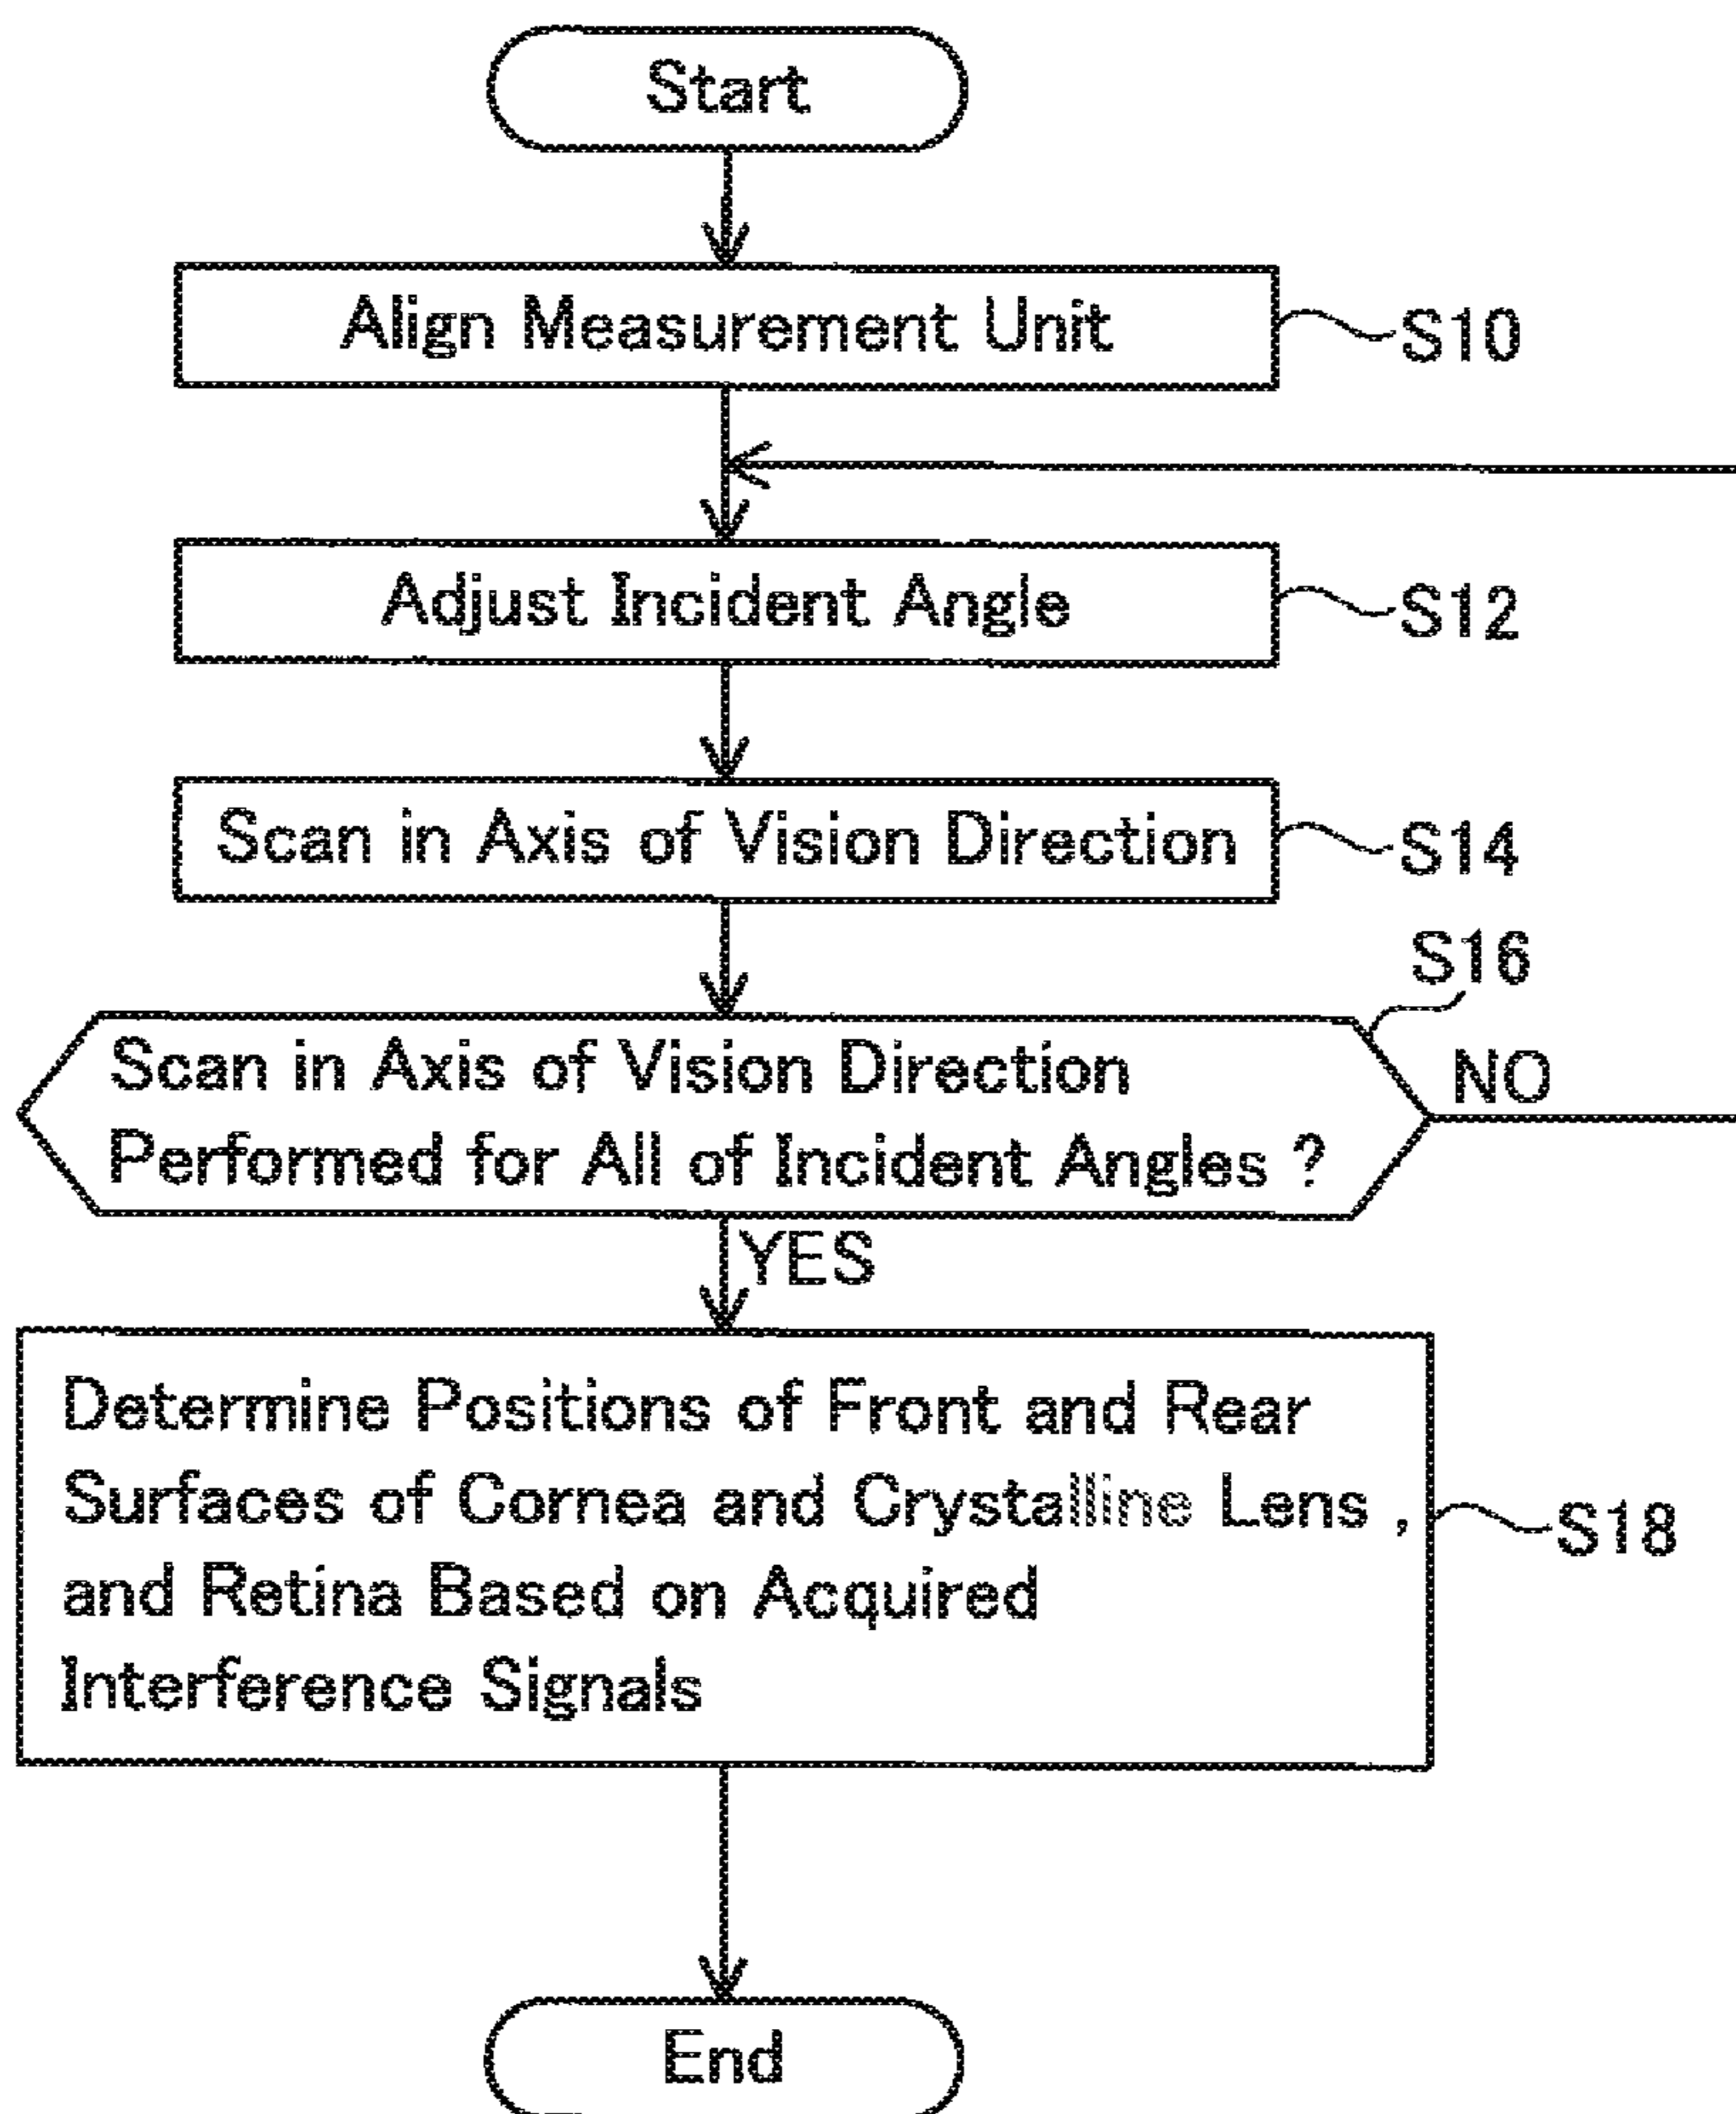 Start
Align Measurement Unit
S10
Adjust Incident Angle
S12
Scan in Axis of Vision Direction
S14
S16
Scan in Axis of Vision Direction
Performed for All of Incident Angles ?
NO
YES
Determine Positions of Front and Rear
Surfaces of Cornea and Crystalline Lens ,
and Retina Based on Acquired
Interference Signals
S18
End